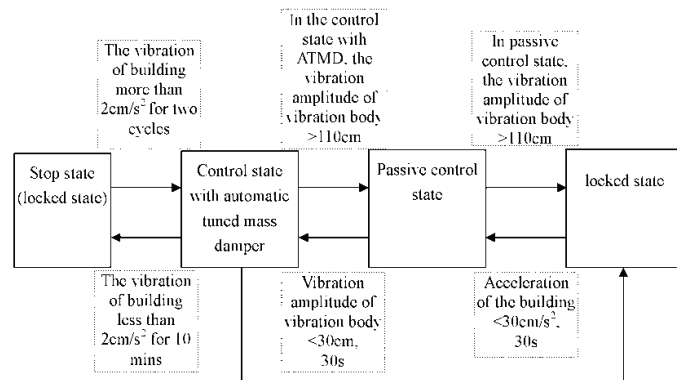 The vibration
of building
more than
2cm/s² for two
cycles
In the control
state with
ATMD, the
vibration
amplitude of
vibration body
>110cm
In passive
control state,
the vibration
amplitude of
vibration body
>110cm
Stop state
(locked state)
Control state
with automatic
tuned mass
damper
Passive control
state
locked state
The vibration
of building
less than
2cm/s² for 10
mins
Vibration
amplitude of
vibration body
<30cm,
30s
Acceleration
of the building
<30cm/s²,
30s